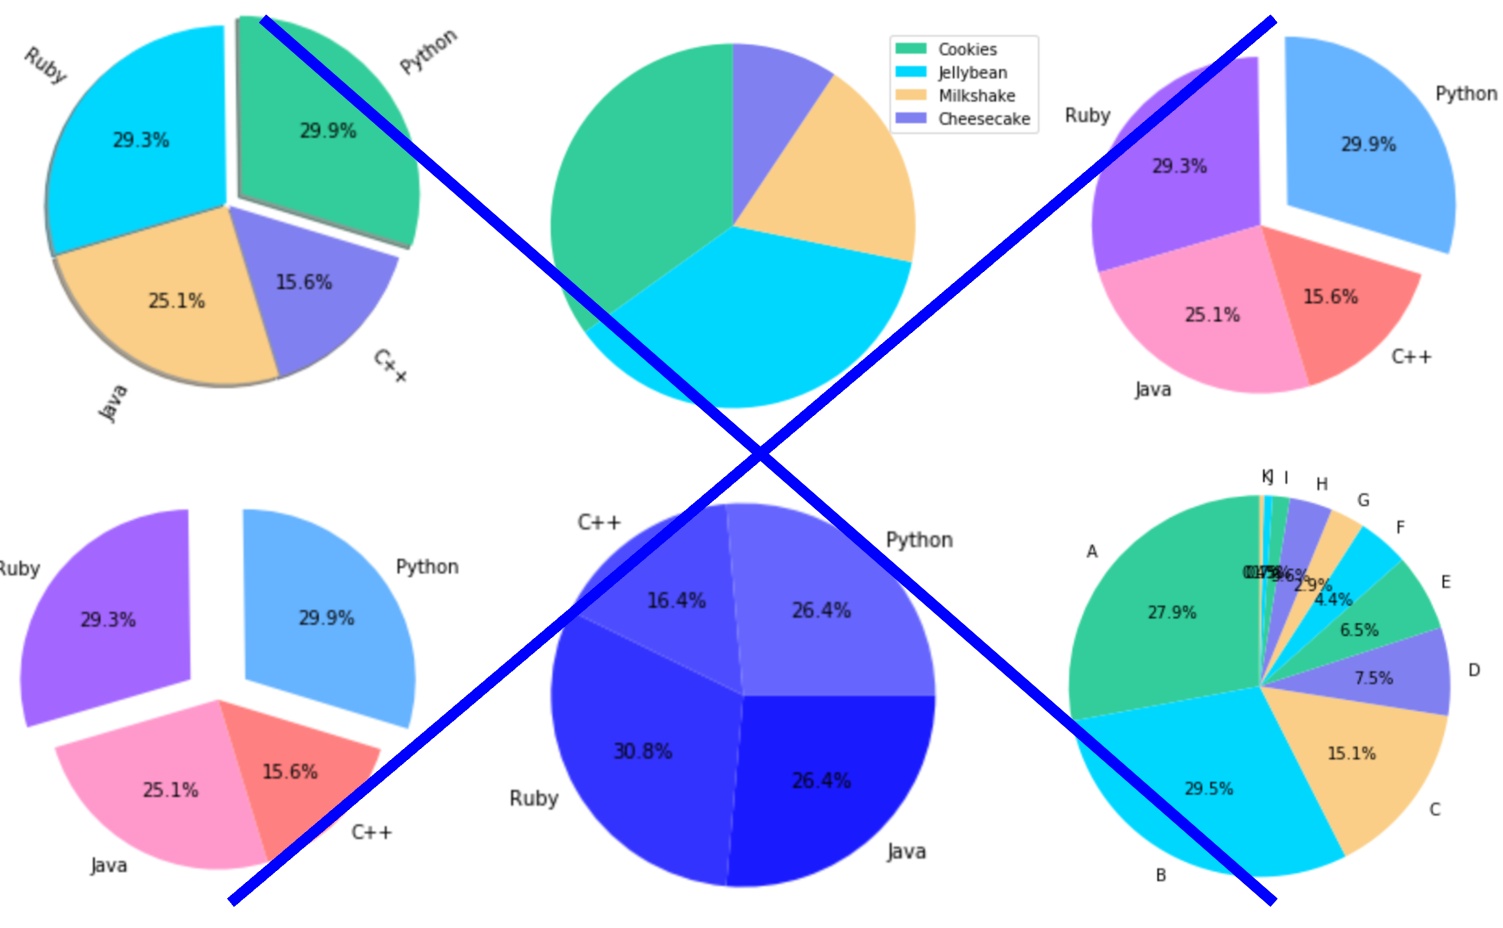 Ruby
Python
29.3%
29.9%
25.1%
15.6%
Java
C++
Cookies
Jellybean
Milkshake
Cheesecake
Ruby
Python
29.3%
29.9%
25.1%
15.6%
Java
C++
Ruby
Python
29.3%
29.9%
25.1%
15.6%
Java
C++
C++
Python
16.4%
26.4%
30.8%
26.4%
Ruby
Java
K
J
I
H
G
F
A
E
D
C
B
27.9%
2.9%
4.4%
6.5%
7.5%
15.1%
29.5%